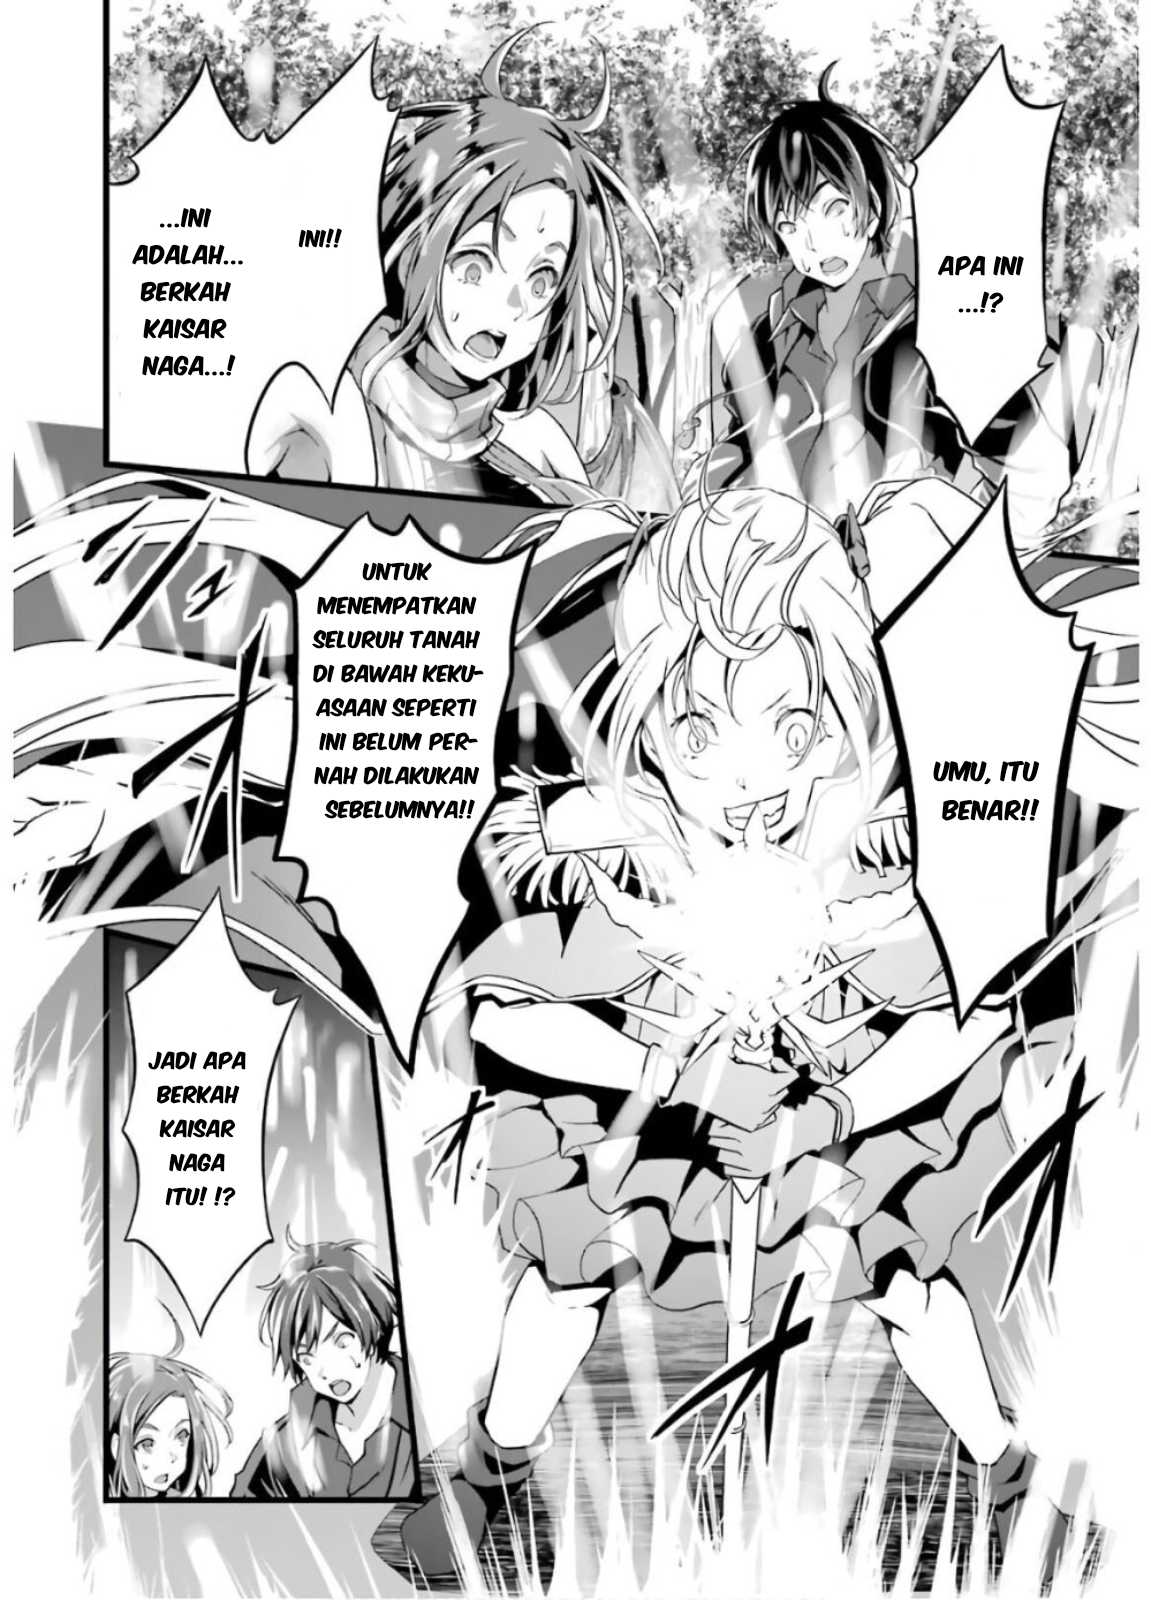 APA INI
...!?
INI!!
...INI
ADALAH...
BERKAH
KAISAR
NAGA...!
UMU, ITU
BENAR!!
UNTUK
MENEMPATKAN
SELURUH TANAH
DI BAWAH KEKU-
ASAAN SEPERTI
INI BELUM PER-
NAH DILAKUKAN
SEBELUMNYA!!
JADI APA
BERKAH
KAISAR
NAGA
ITU! !?